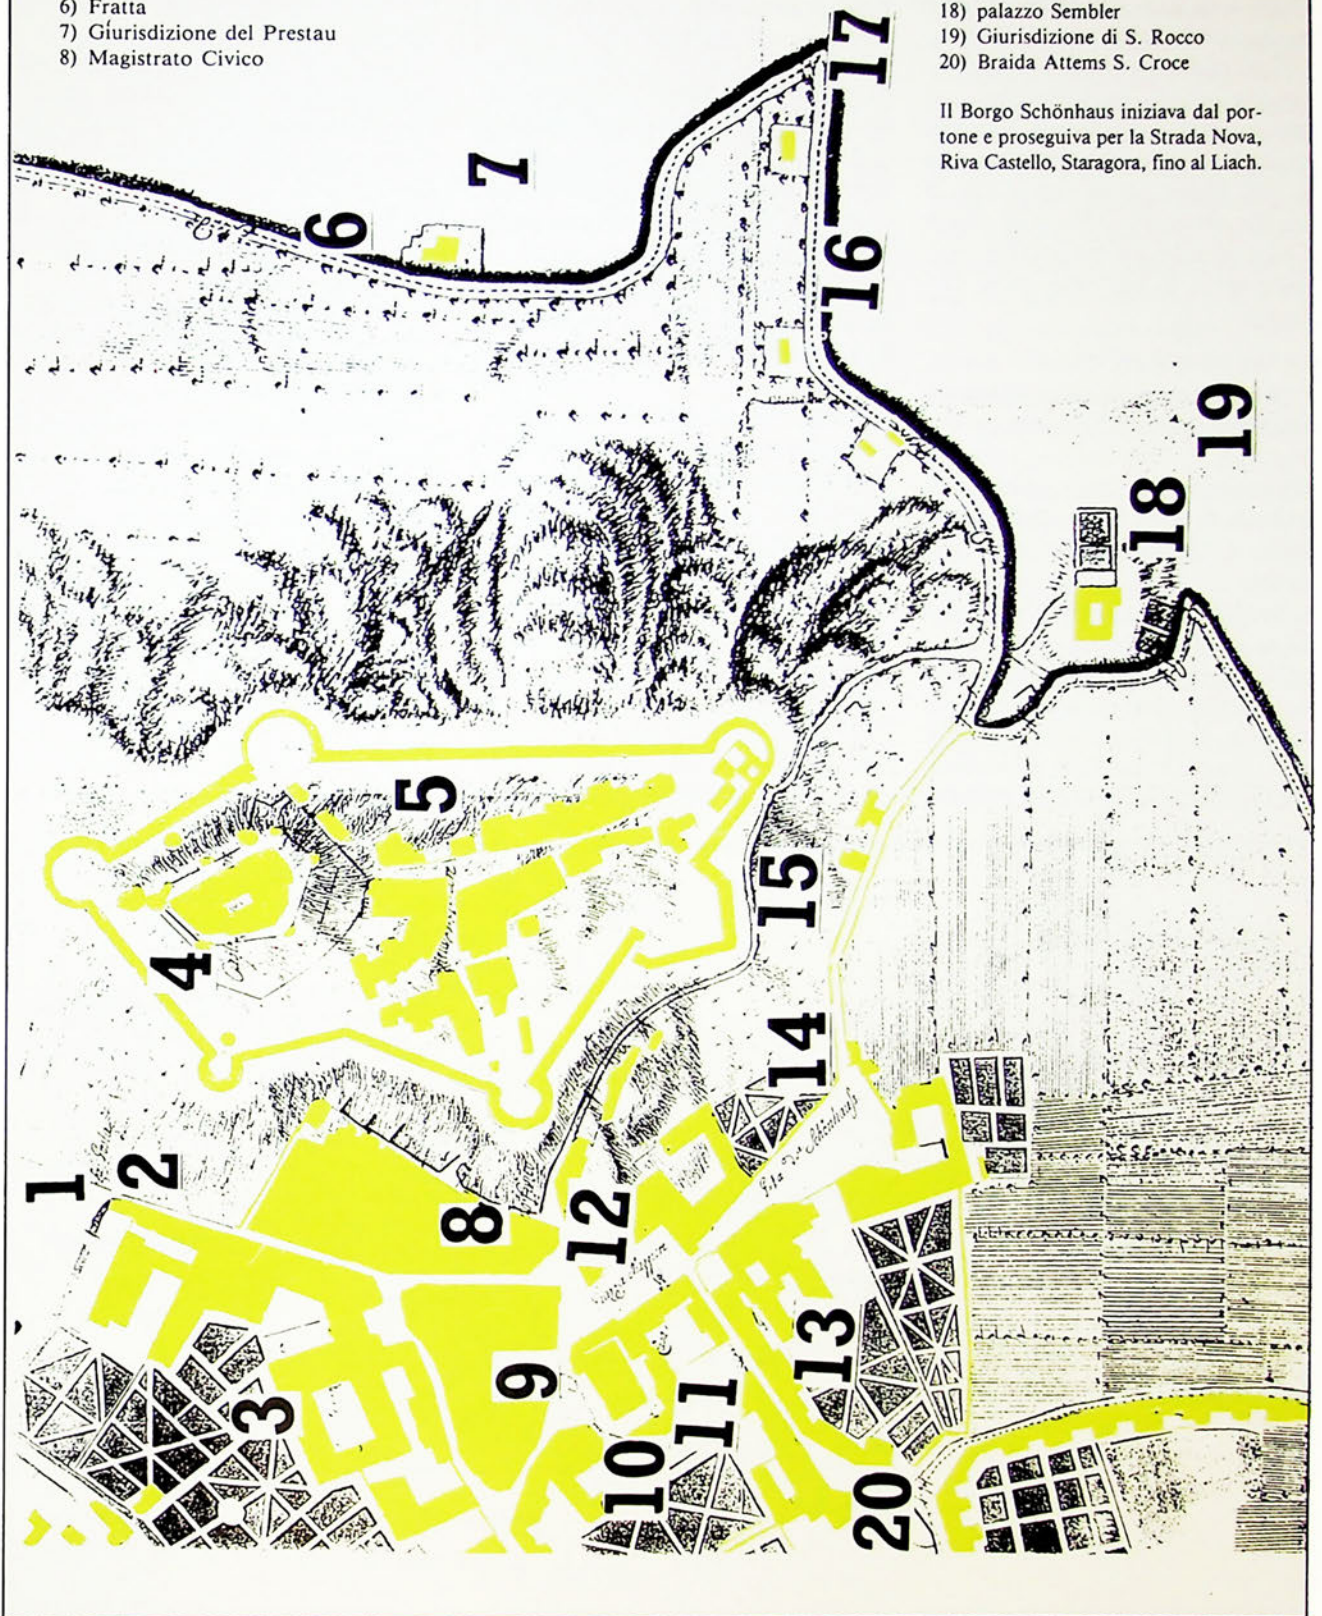 6) Fratta
7) Giurisdizione del Prestau
8) Magistrato Civico
18) palazzo Sembler
19) Giurisdizione di S. Rocco
20) Braida Attems S. Croce
Il Borgo Schönhaus iniziava dal por-
tone e proseguiva per la Strada Nova,
Riva Castello, Staragora, fino al Liach.
17
7
6
16
19
18
5
15
4
14
1
2
8
12
13
9
3
11
10
20